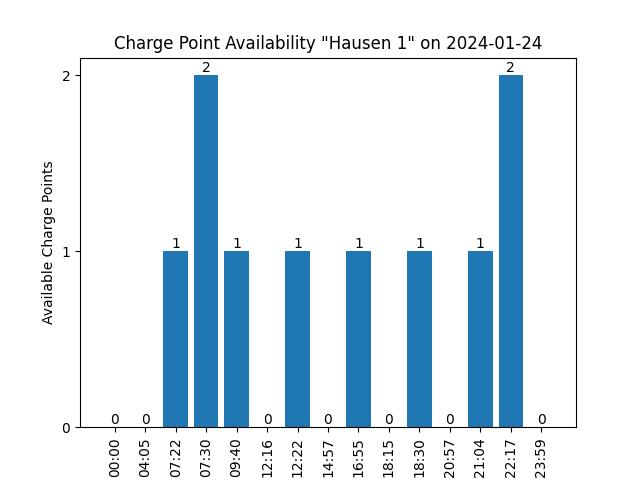 Charge Point Availability "Hausen 1" on 2024-01-24
Available Charge Points
2
1
0
0 0 1 2 1 0 1 0 1 0 1 0 1 2 0
00:00 04:05 07:22 07:30 09:40 12:16 12:22 14:57 16:55 18:15 18:30 20:57 21:04 22:17 23:59